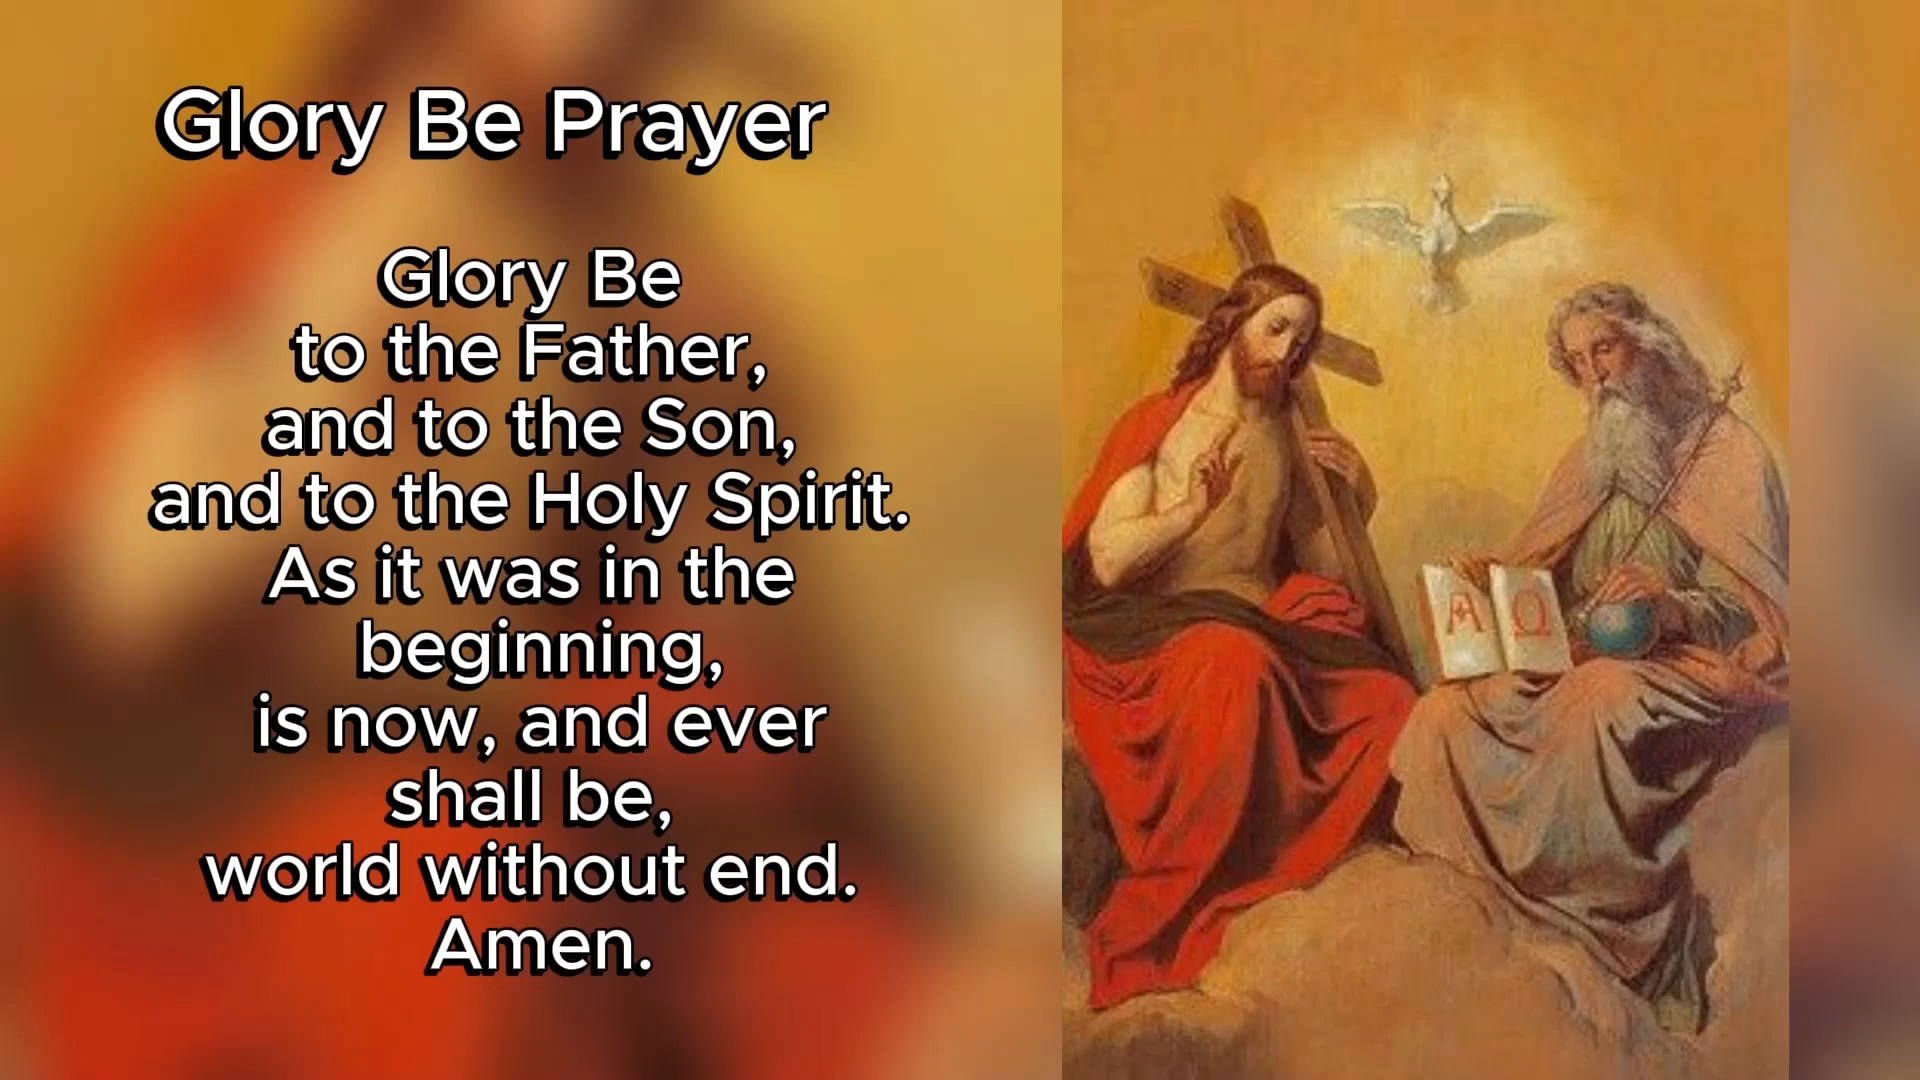 Glory Be Prayer
Glory Be
to the Father,
and to the Son,
and to the Holy Spirit.
As it was in the
beginning,
is now, and ever
shall be,
world without end.
Amen.
Α Ω